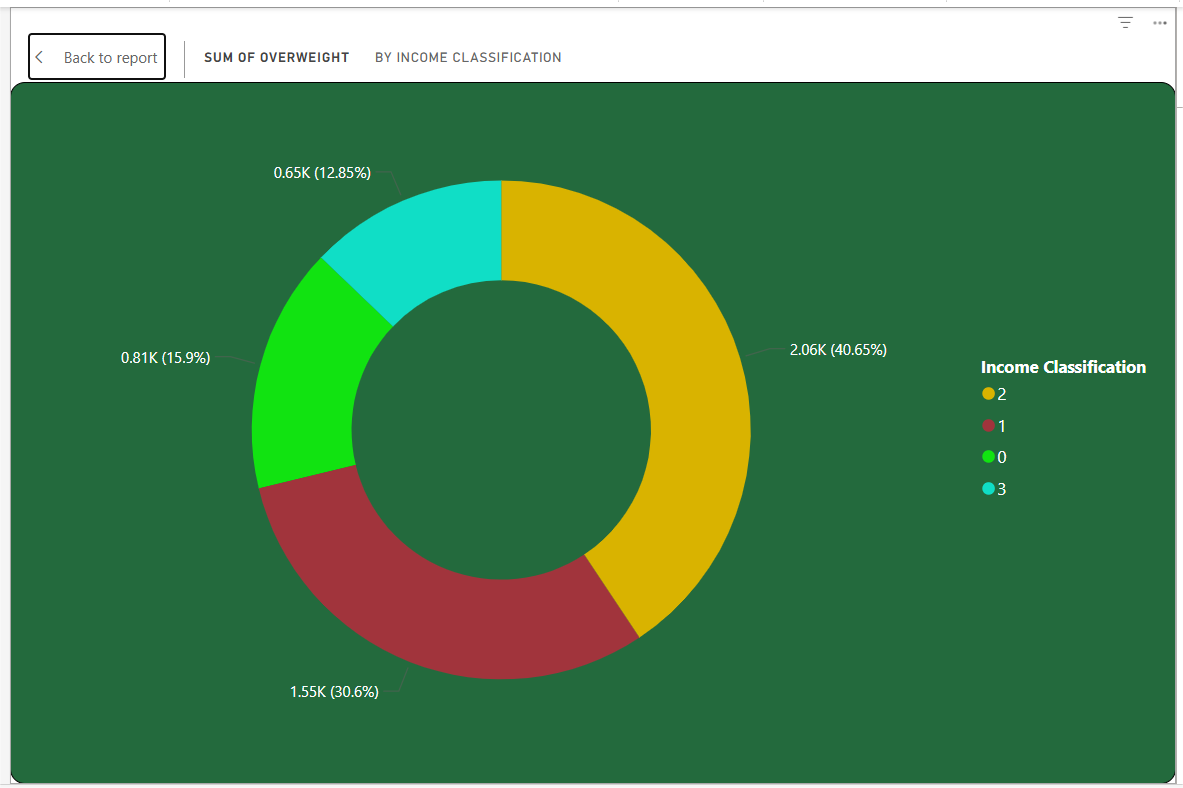 Back to report
SUM OF OVERWEIGHT
BY INCOME CLASSIFICATION
0.65K (12.85%)
2.06K (40.65%)
0.81K (15.9%)
1.55K (30.6%)
Income Classification
2
1
0
3